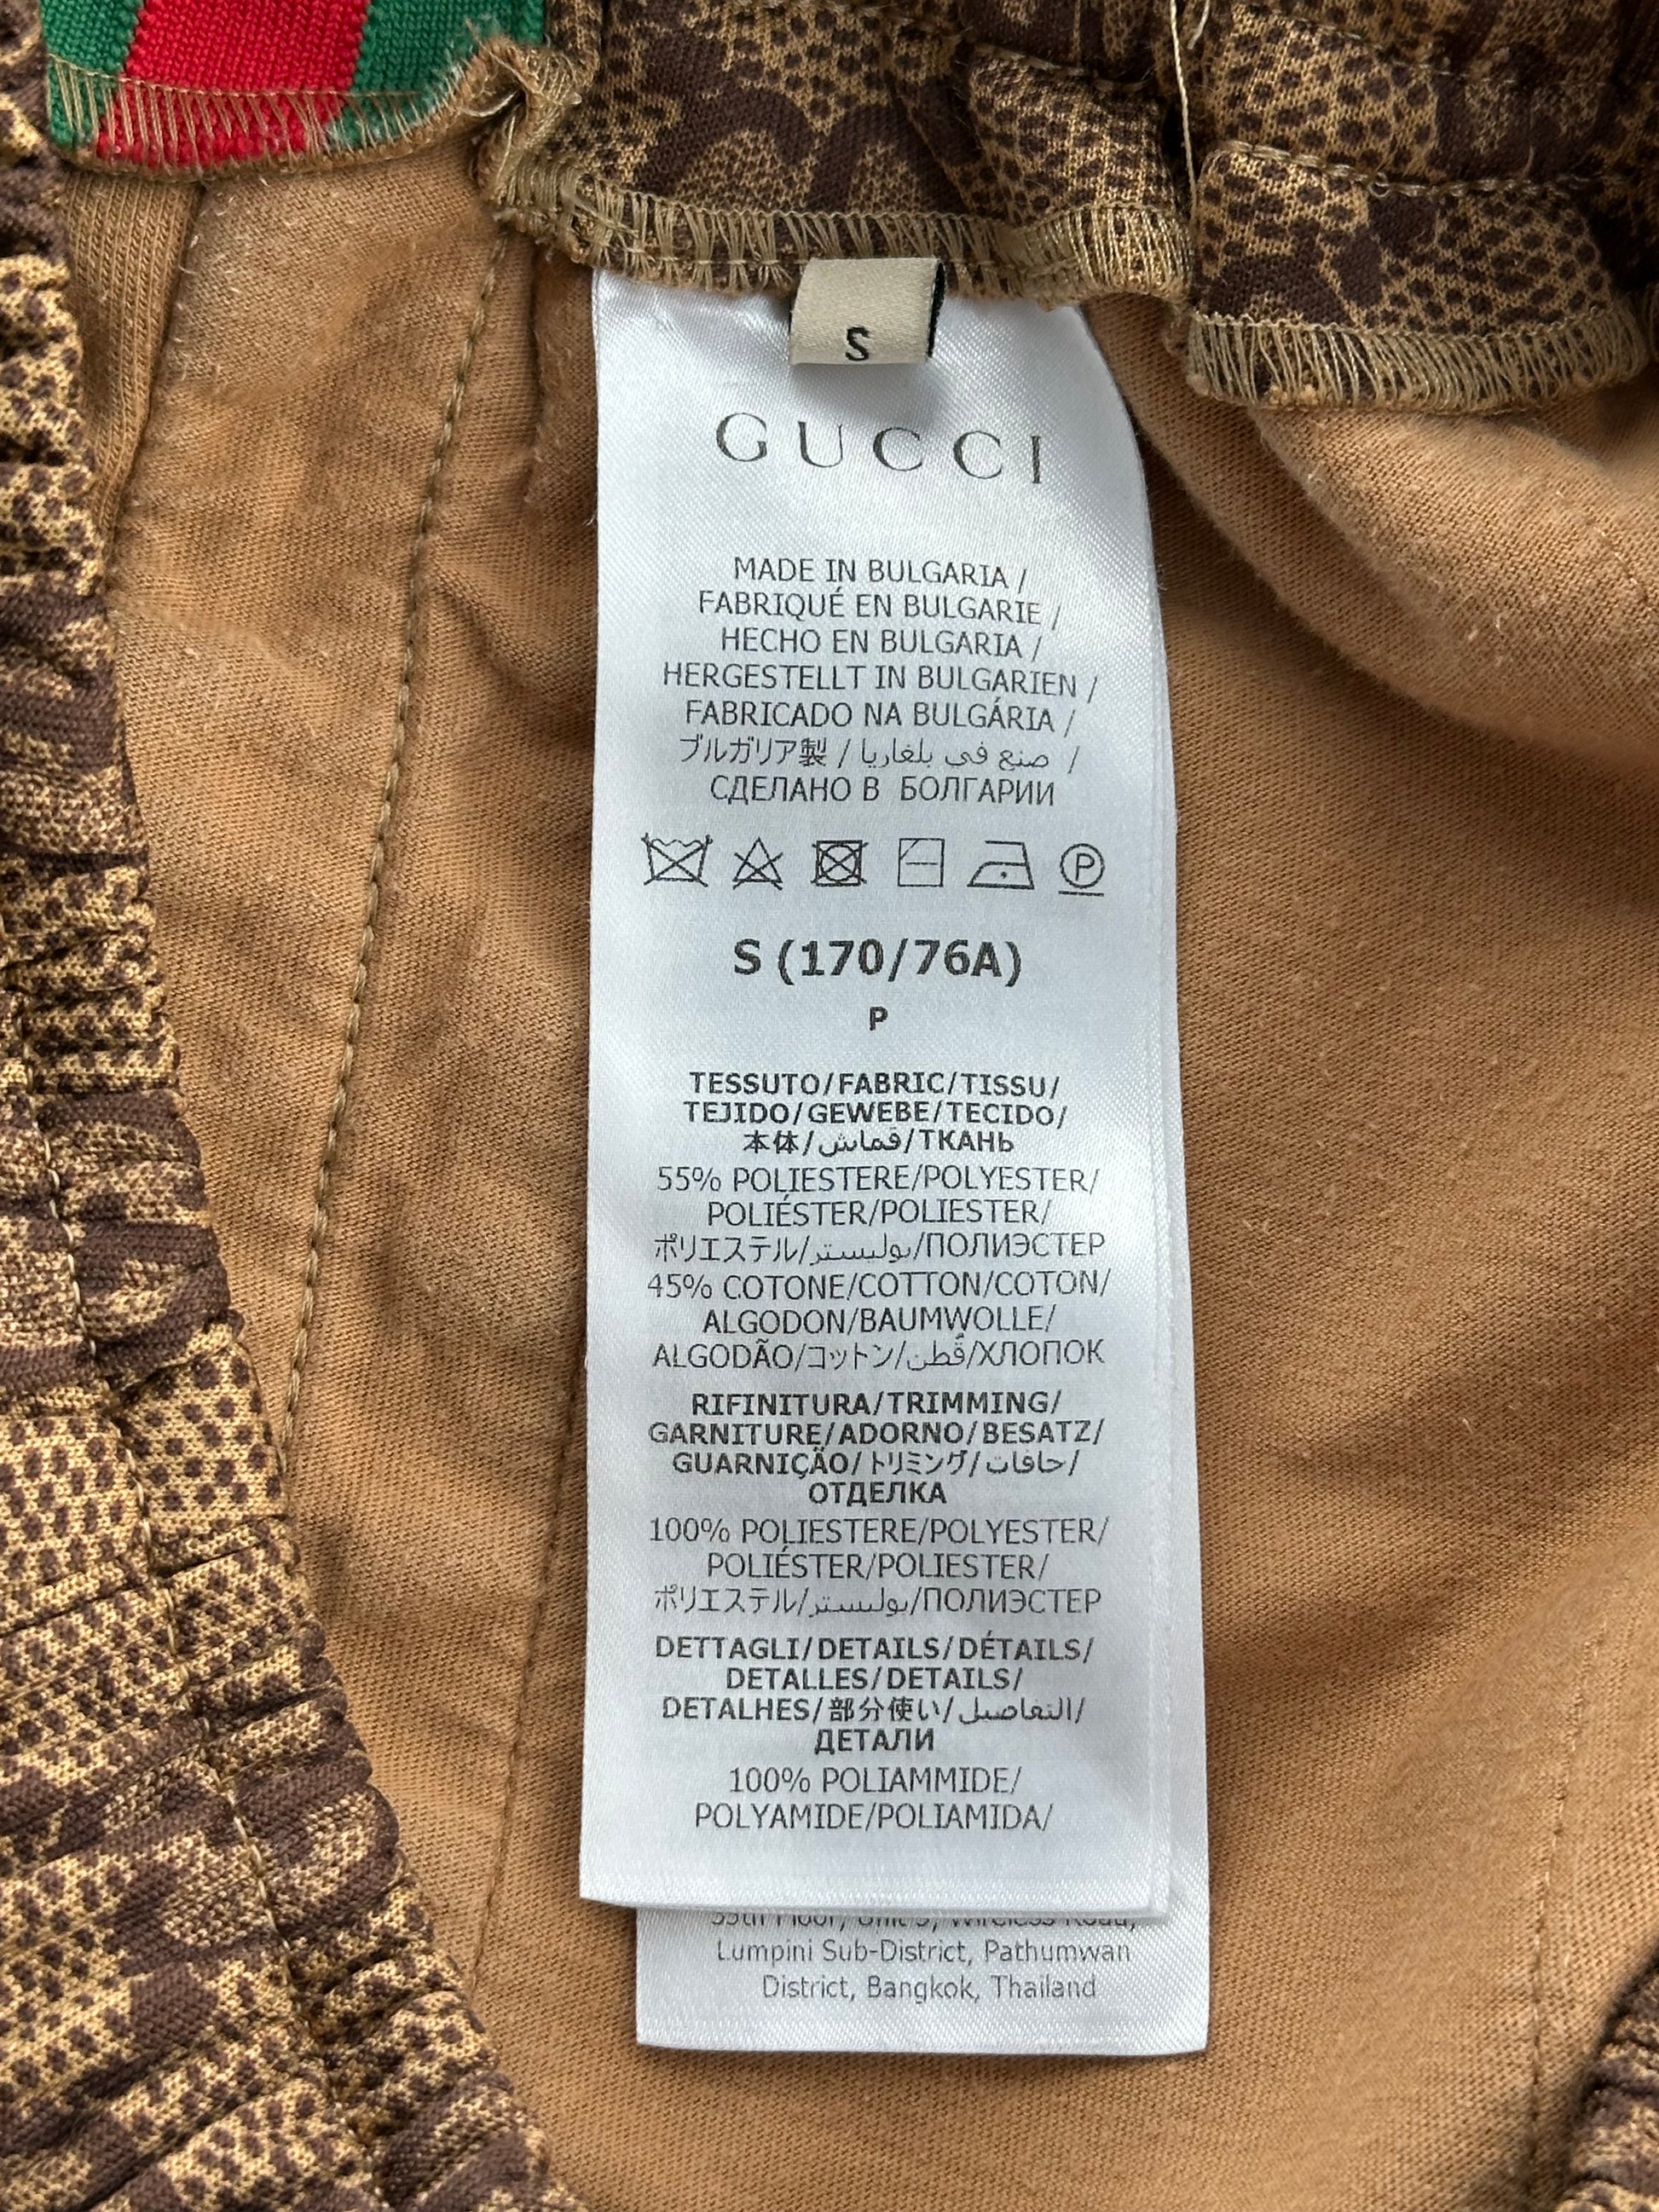 S
GUCCI
MADE IN BULGARIA /
FABRIQUÉ EN BULGARIE /
HECHO EN BULGARIA /
HERGESTELLT IN BULGARIEN /
FABRICADO NA BULGÁRIA /
ブルガリア製 / صنع في بلغاريا /
СДЕЛАНО В БОЛГАРИИ
P
S (170/76A)
P
TESSUTO/FABRIC/TISSU/
TEJIDO/GEWEBE/TECIDO/
本体/قماش/ТКАНЬ
55% POLIESTERE/POLYESTER/
POLIÉSTER/POLIESTER/
ポリエステル/بوليستر/ПОЛИЭСТЕР
45% COTONE/COTTON/COTON/
ALGODON/BAUMWOLLE/
ALGODÃO/コットン/قُطن/ХЛОПОК
RIFINITURA/TRIMMING/
GARNITURE/ADORNO/BESATZ/
GUARNIÇÃO/トリミング/حافات/
ОТДЕЛКА
100% POLIESTERE/POLYESTER/
POLIÉSTER/POLIESTER/
ポリエステル/بوليستر/ПОЛИЭСТЕР
DETTAGLI/DETAILS/DÉTAILS/
DETALLES/DETAILS/
DETALHES/部分使い/التفاصيل/
ДЕТАЛИ
100% POLIAMMIDE/
POLYAMIDE/POLIAMIDA/
Floor, Unit Wireless Road,
Lumpini Sub-District, Pathumwan
District, Bangkok, Thailand